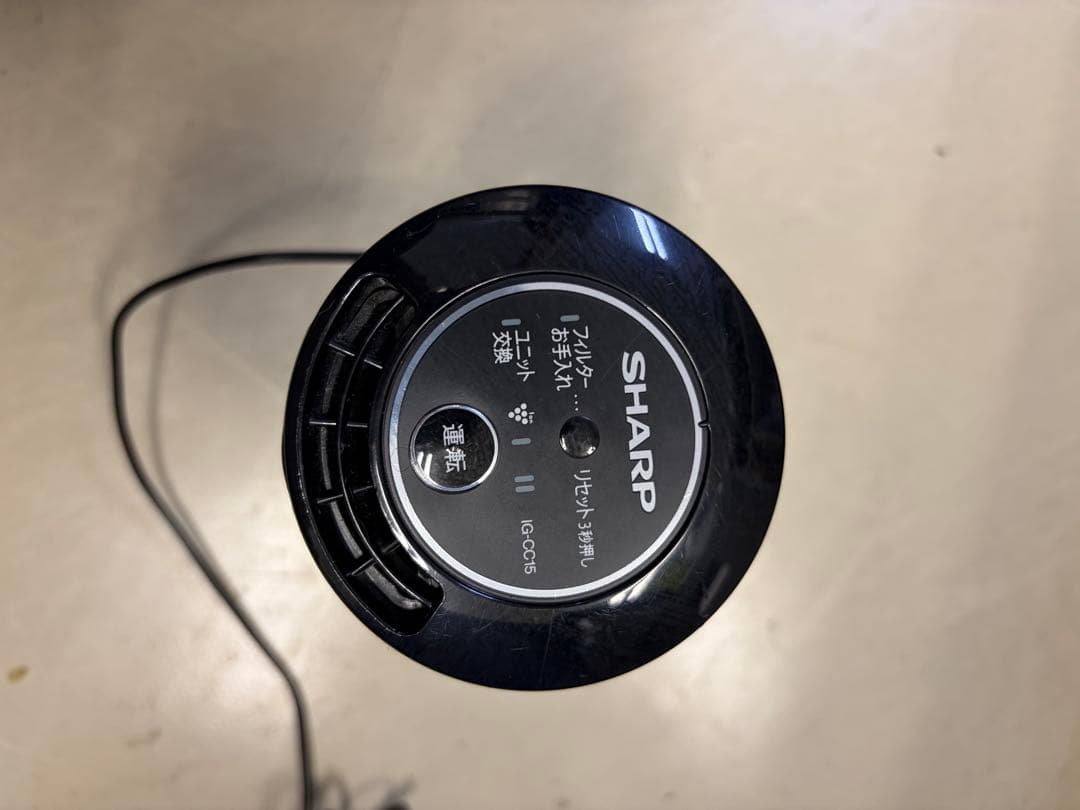 SHARP
フィルター
お手入れ … リセット3秒押し
ユニット
交換
IG-CC15
運転